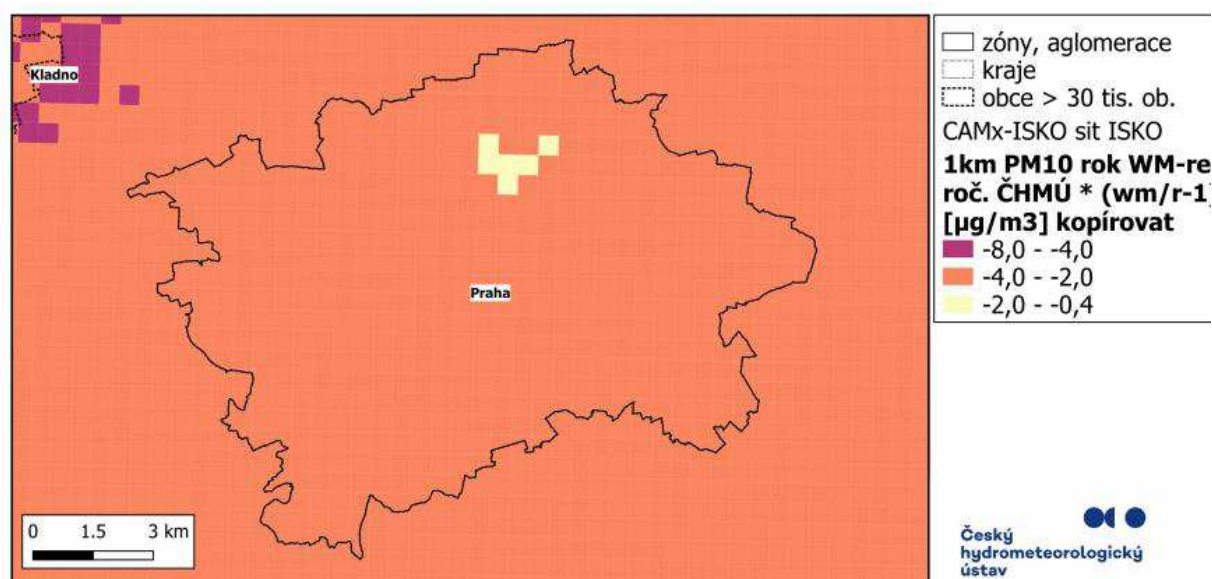 Kladno
Praha
0 1.5 3 km
zóny, aglomerace
kraje
obce > 30 tis. ob.
CAMx-ISKO sit ISKO
1km PM10 rok WM-re
roč. ČHMÚ * (wm/r-1)
[µg/m3] kopírovat
-8,0 - -4,0
-4,0 - -2,0
-2,0 - -0,4
Český
hydrometeorologický
ústav